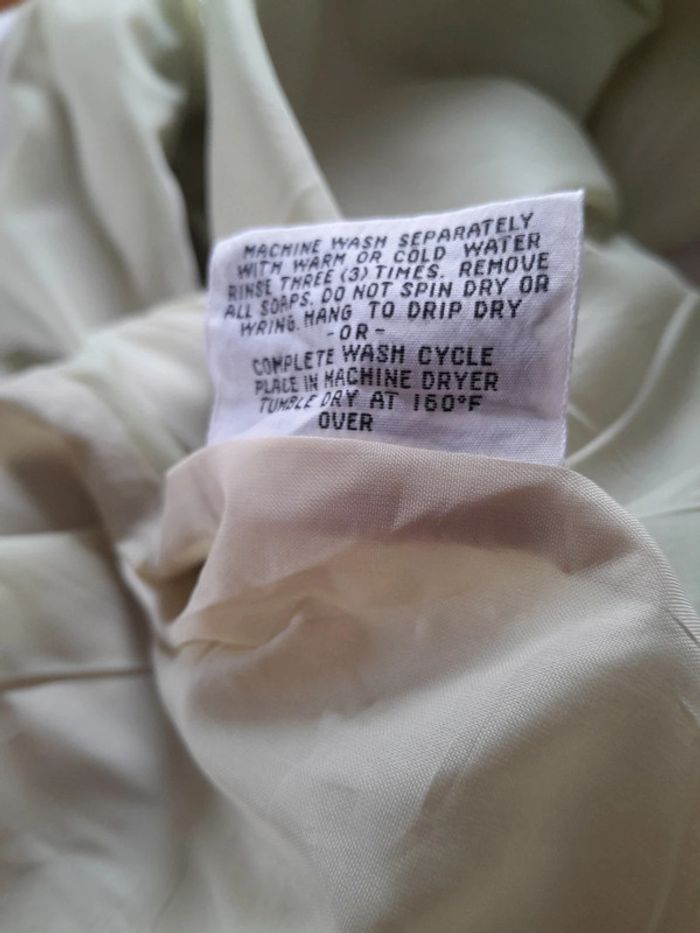 MACHINE WASH SEPARATELY
WITH WARM OR COLD WATER
RINSE THREE (3) TIMES. REMOVE
ALL SOAPS. DO NOT SPIN DRY OR
WRING. HANG TO DRIP DRY
-OR-
COMPLETE WASH CYCLE
PLACE IN MACHINE DRYER
TUMBLE DRY AT 160°F
OVER